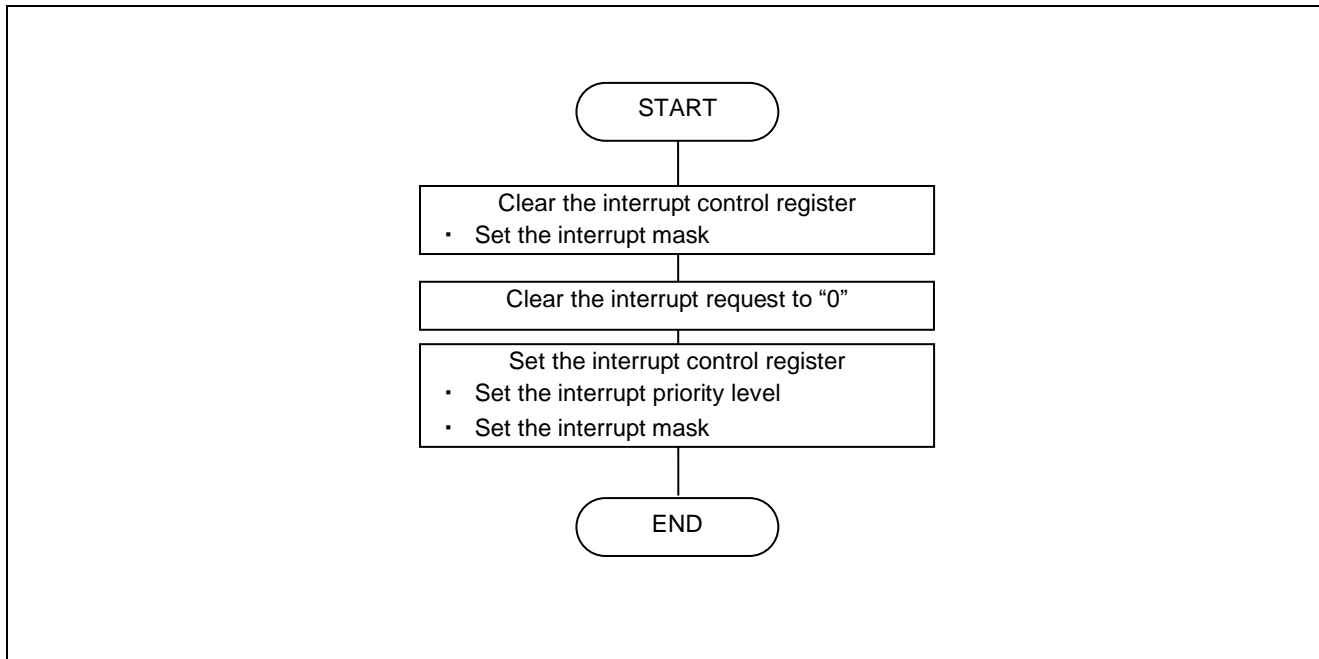 START
Clear the interrupt control register
・ Set the interrupt mask
Clear the interrupt request to “0”
Set the interrupt control register
・ Set the interrupt priority level
・ Set the interrupt mask
END